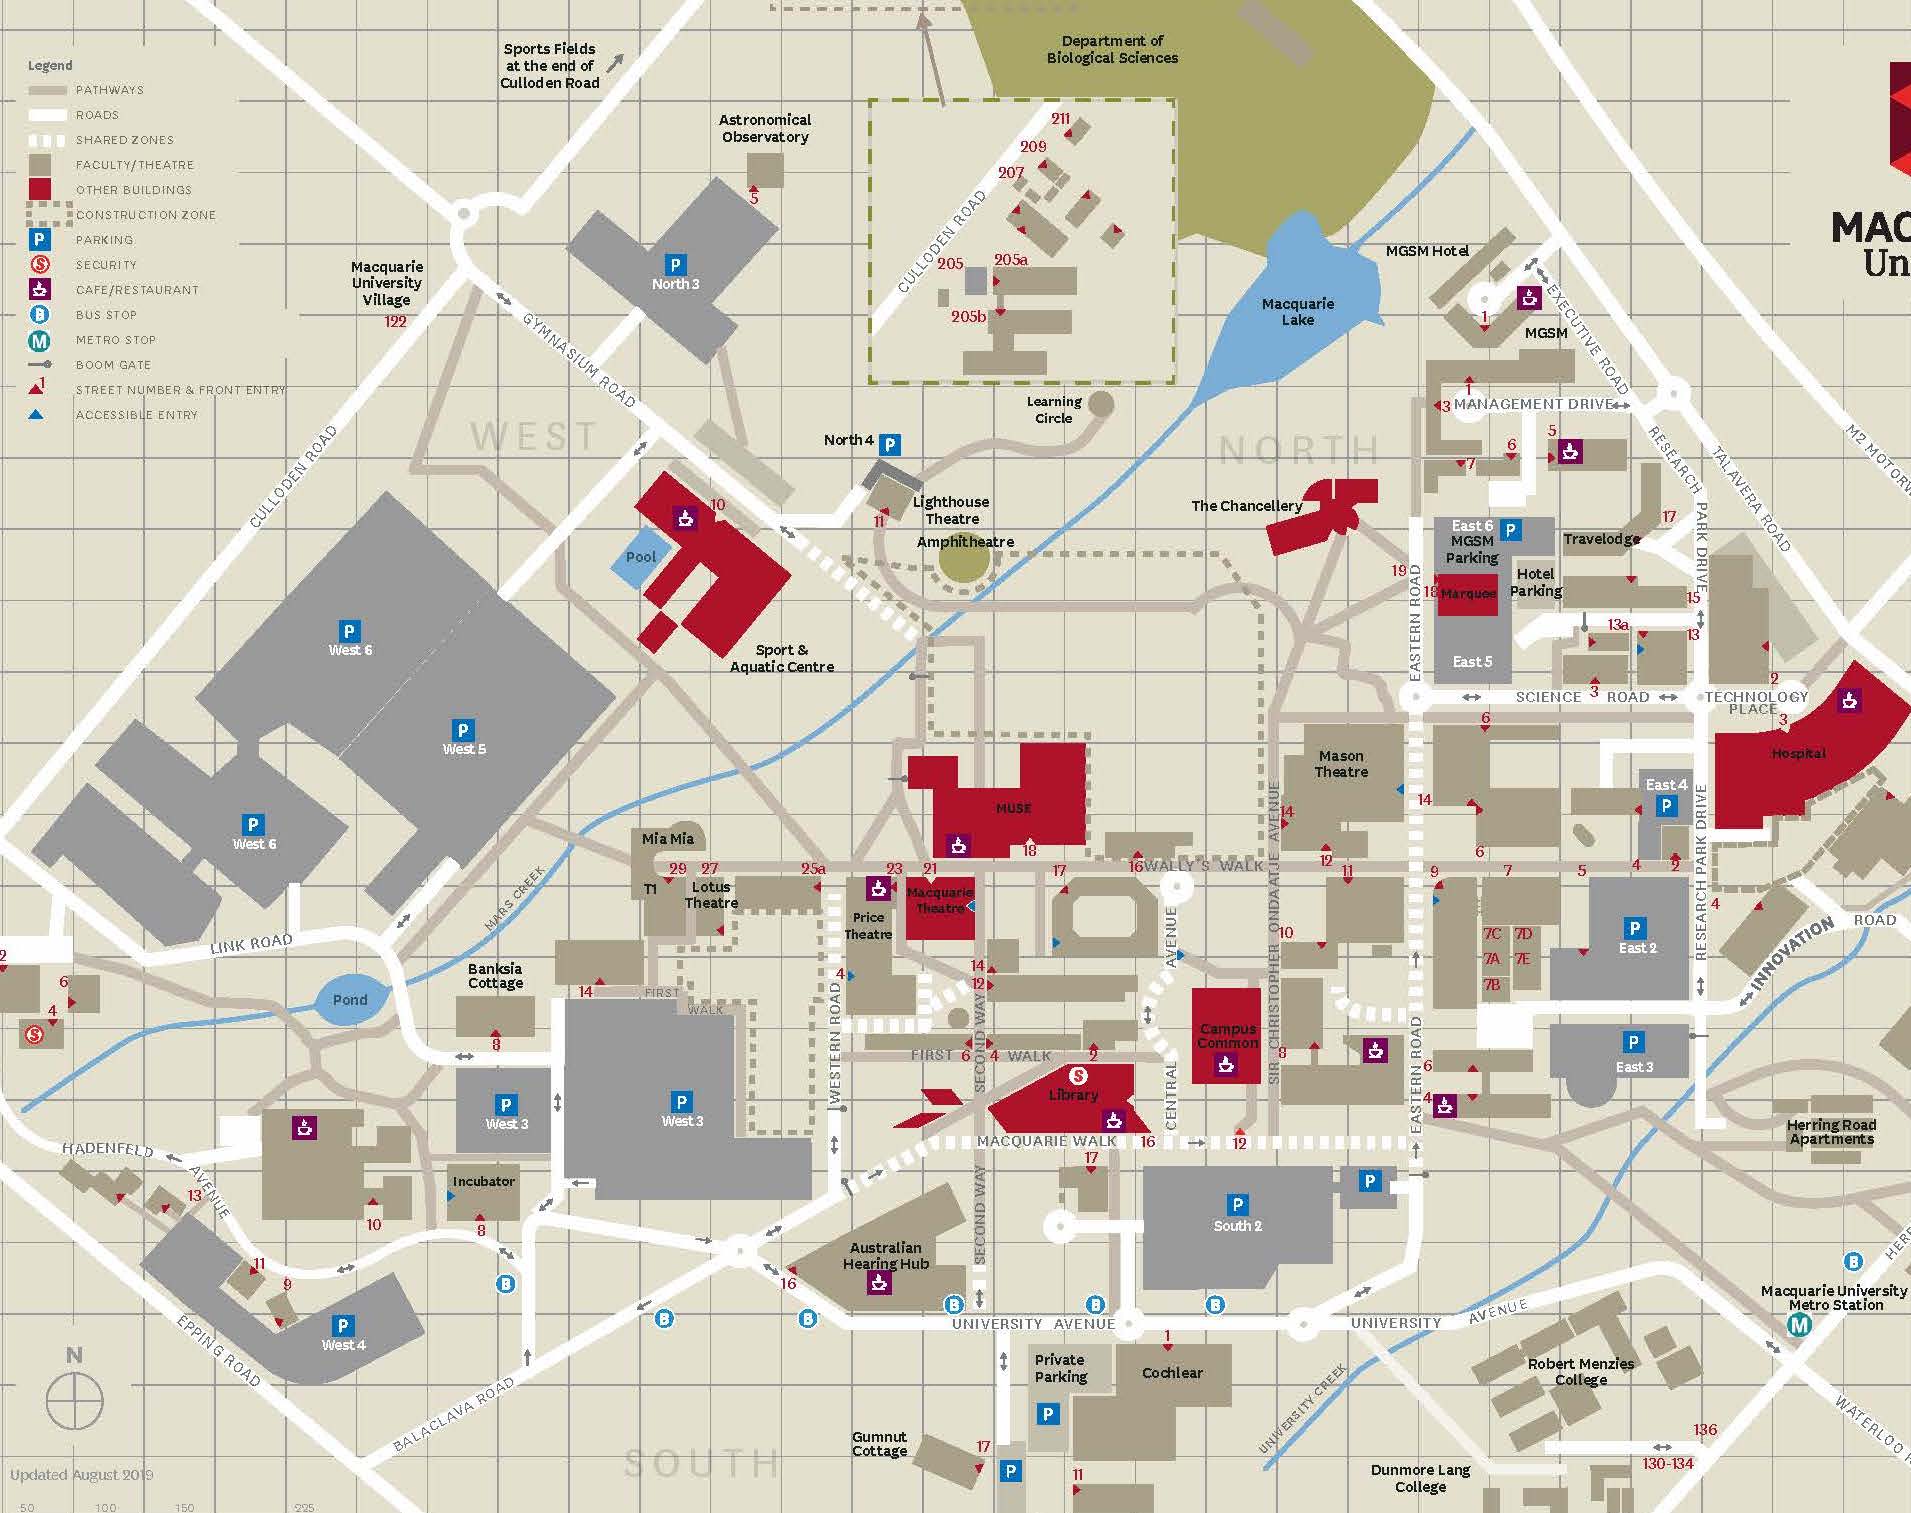 Legend
PATHWAYS
ROADS
SHARED ZONES
FACULTY/THEATRE
OTHER BUILDINGS
CONSTRUCTION ZONE
P PARKING
S SECURITY
CAFE/RESTAURANT
B BUS STOP
M METRO STOP
BOOM GATE
1 STREET NUMBER & FRONT ENTRY
ACCESSIBLE ENTRY
Sports Fields
at the end of
Culloden Road
Astronomical
Observatory
5
Department of
Biological Sciences
211
209
207
CULLODEN ROAD
205
205a
205b
P
North 3
Macquarie
University
Village
122
GYMNASIUM ROAD
CULLODEN ROAD
WEST
NORTH
Learning
Circle
North 4 P
Lighthouse
Theatre
11
Amphitheatre
Macquarie
Lake
MGSM Hotel
1
MGSM
EXECUTIVE ROAD
1
3
MANAGEMENT DRIVE
5
6
7
RESEARCH PARK DRIVE
TALAVERA ROAD
MAC
Un
The Chancellery
19
East 6
MGSM
Parking
P
18
Marquee
East 5
Travelodge
17
Hotel
Parking
15
13a
13
3
2
SCIENCE ROAD
TECHNOLOGY
PLACE
3
Hospital
EASTERN ROAD
10
Pool
Sport &
Aquatic Centre
P
West 6
P
West 5
P
West 6
MUSE
18
Mason
Theatre
14
14
12
6
6
East 4
P
16
WALLY'S WALK
Mia Mia
29
27
25a
23
21
17
11
9
7
5
4
2
T1
Lotus
Theatre
Price
Theatre
Macquarie
Theatre
MARS CREEK
LINK ROAD
2
6
4
S
Pond
Banksia
Cottage
14
8
FIRST
WALK
4
14
12
10
7C
7D
7A
7E
7B
P
East 2
4
INNOVATION ROAD
RESEARCH PARK DRIVE
SIR CHRISTOPHER ONDAATJE AVENUE
CENTRAL AVENUE
WESTERN ROAD
SECOND WAY
FIRST WALK
6
4
2
Campus
Common
8
S
Library
6
4
EASTERN ROAD
P
East 3
Herring Road
Apartments
P
West 3
P
West 3
MACQUARIE WALK
16
12
17
HADENFELD AVENUE
13
10
Incubator
8
11
9
P
West 4
EPPING ROAD
B
B
B
B
B
B
16
Australian
Hearing Hub
SECOND WAY
P
South 2
P
UNIVERSITY AVENUE
UNIVERSITY AVENUE
1
Cochlear
Private
Parking
P
BALACLAVA ROAD
Gumnut
Cottage
17
P
11
SOUTH
UNIVERSITY CREEK
B
Macquarie University
Metro Station
M
Robert Menzies
College
Dunmore Lang
College
136
130-134
N
Updated August 2019
50
100
150
225